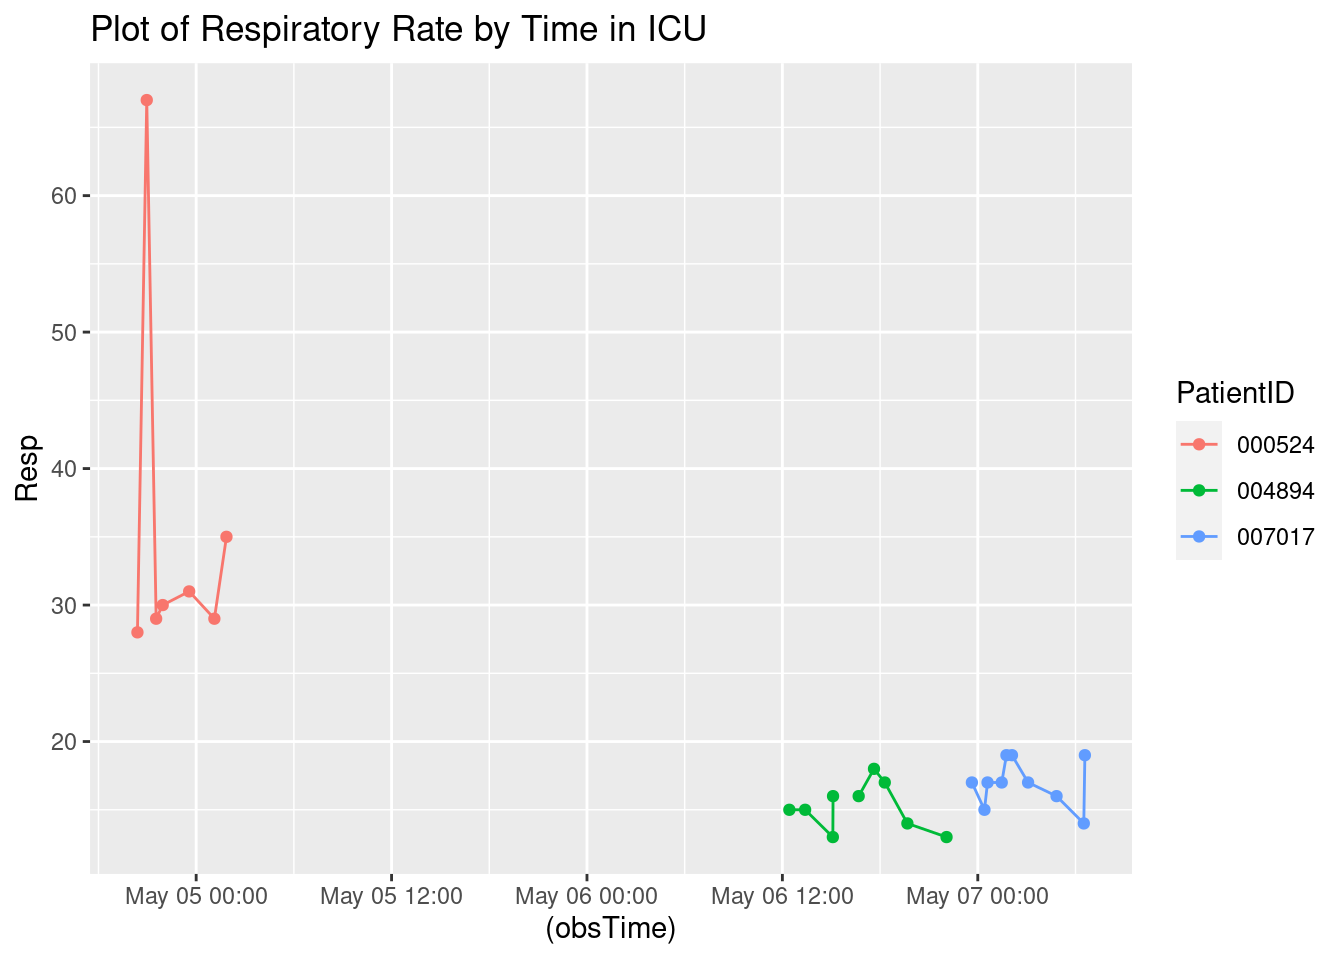 Plot of Respiratory Rate by Time in ICU
60
50
40
30
20
Resp
May 05 00:00
May 05 12:00
May 06 00:00
May 06 12:00
May 07 00:00
(obsTime)
PatientID
000524
004894
007017